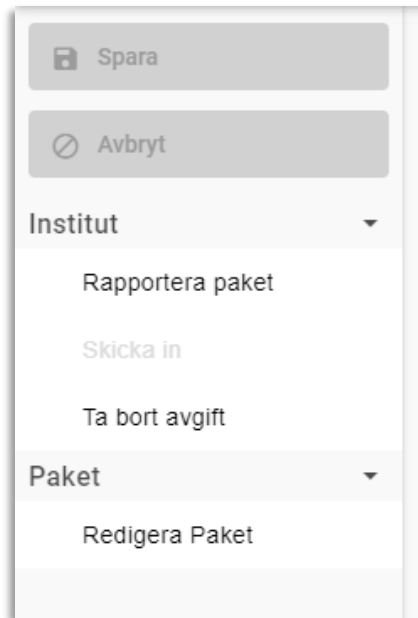 Spara
Avbryt
Institut
Rapportera paket
Skicka in
Ta bort avgift
Paket
Redigera Paket